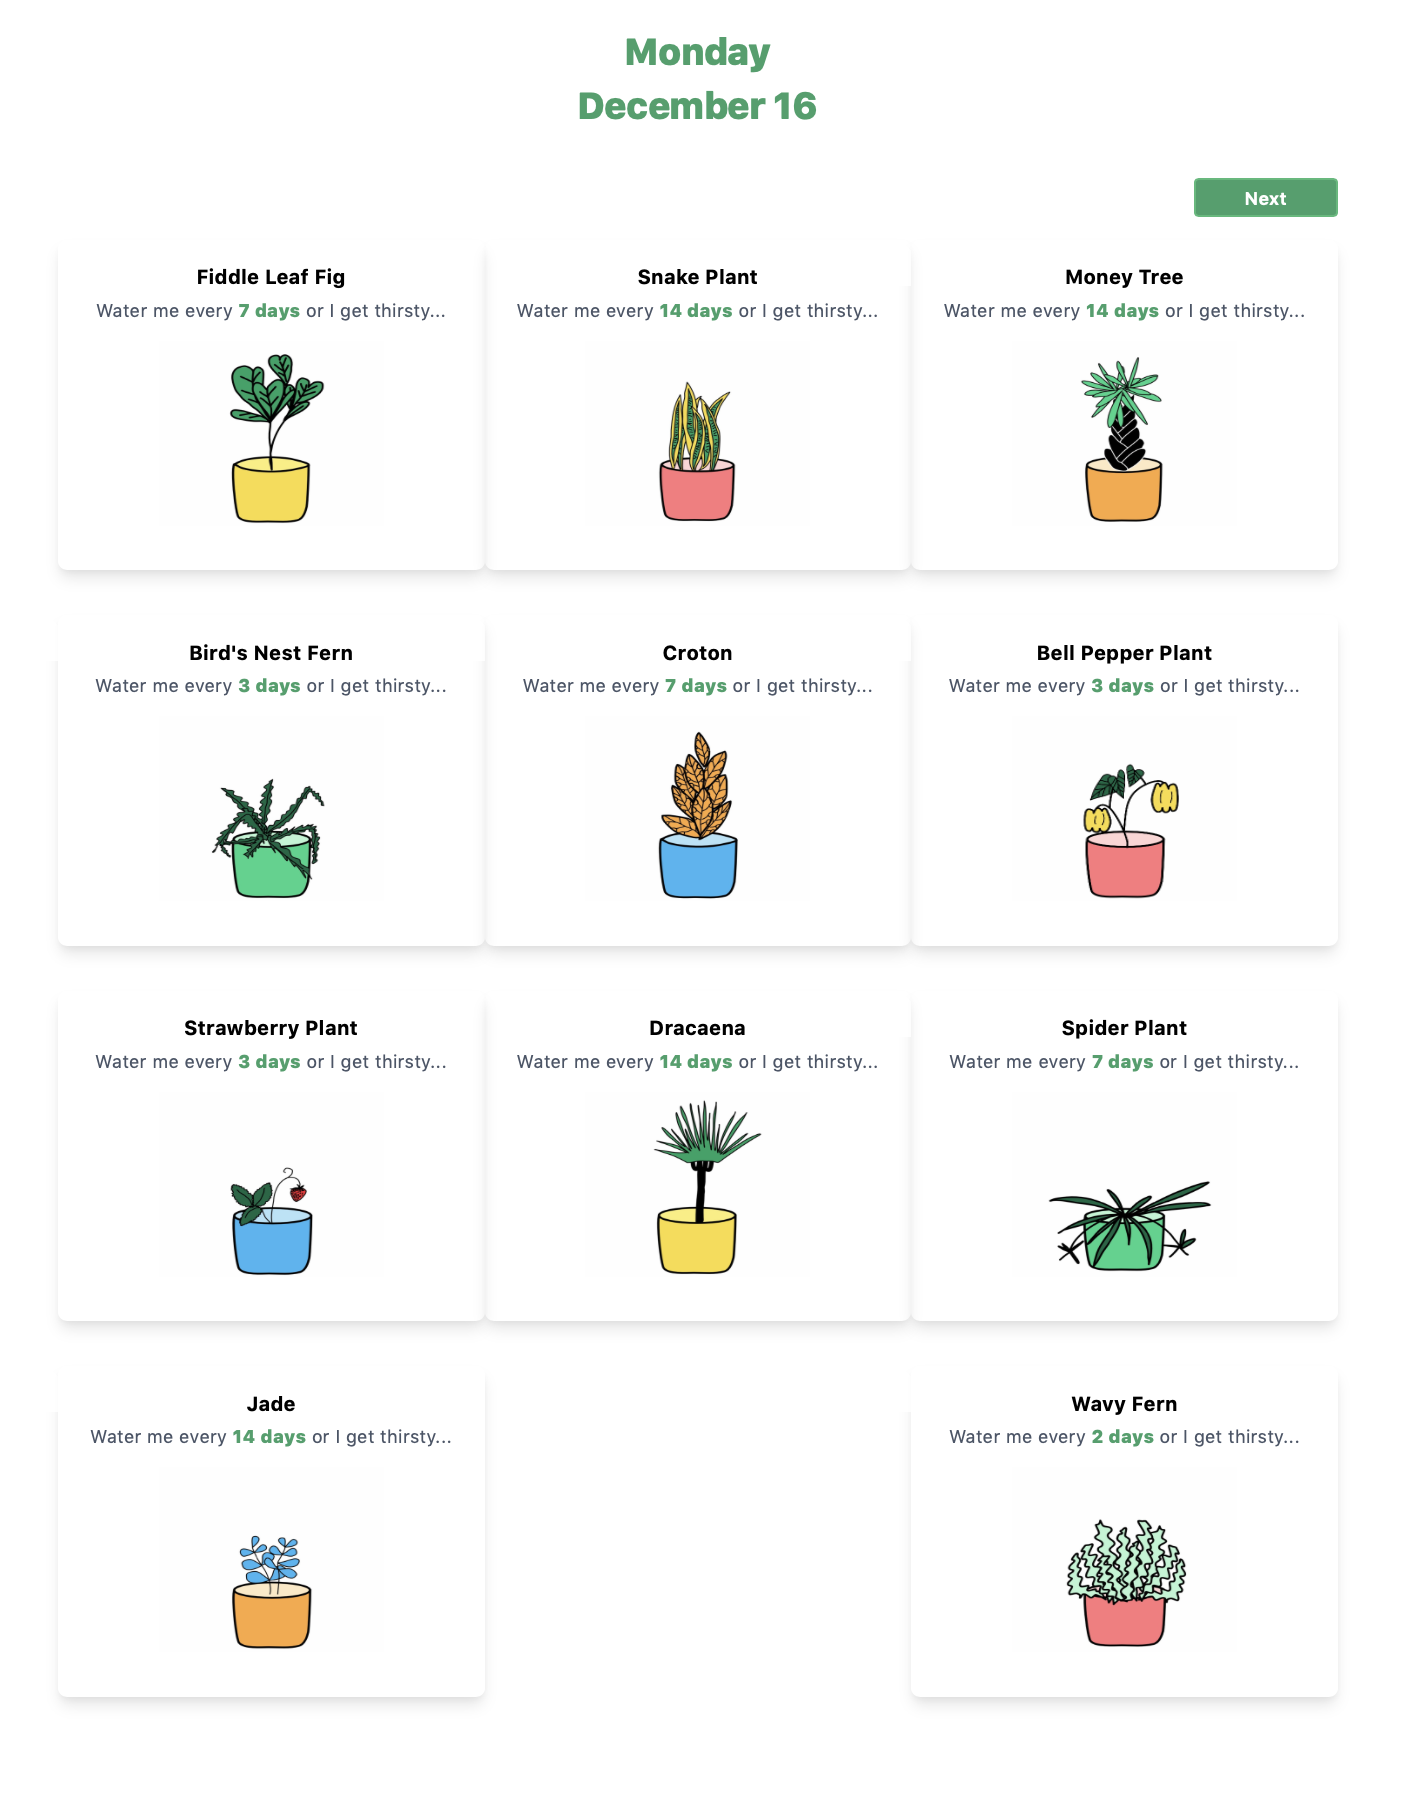 Monday
December 16
Next
Fiddle Leaf Fig
Water me every 7 days or I get thirsty...
Snake Plant
Water me every 14 days or I get thirsty...
Money Tree
Water me every 14 days or I get thirsty...
Bird's Nest Fern
Water me every 3 days or I get thirsty...
Croton
Water me every 7 days or I get thirsty...
Bell Pepper Plant
Water me every 3 days or I get thirsty...
Strawberry Plant
Water me every 3 days or I get thirsty...
Dracaena
Water me every 14 days or I get thirsty...
Spider Plant
Water me every 7 days or I get thirsty...
Jade
Water me every 14 days or I get thirsty...
Wavy Fern
Water me every 2 days or I get thirsty...